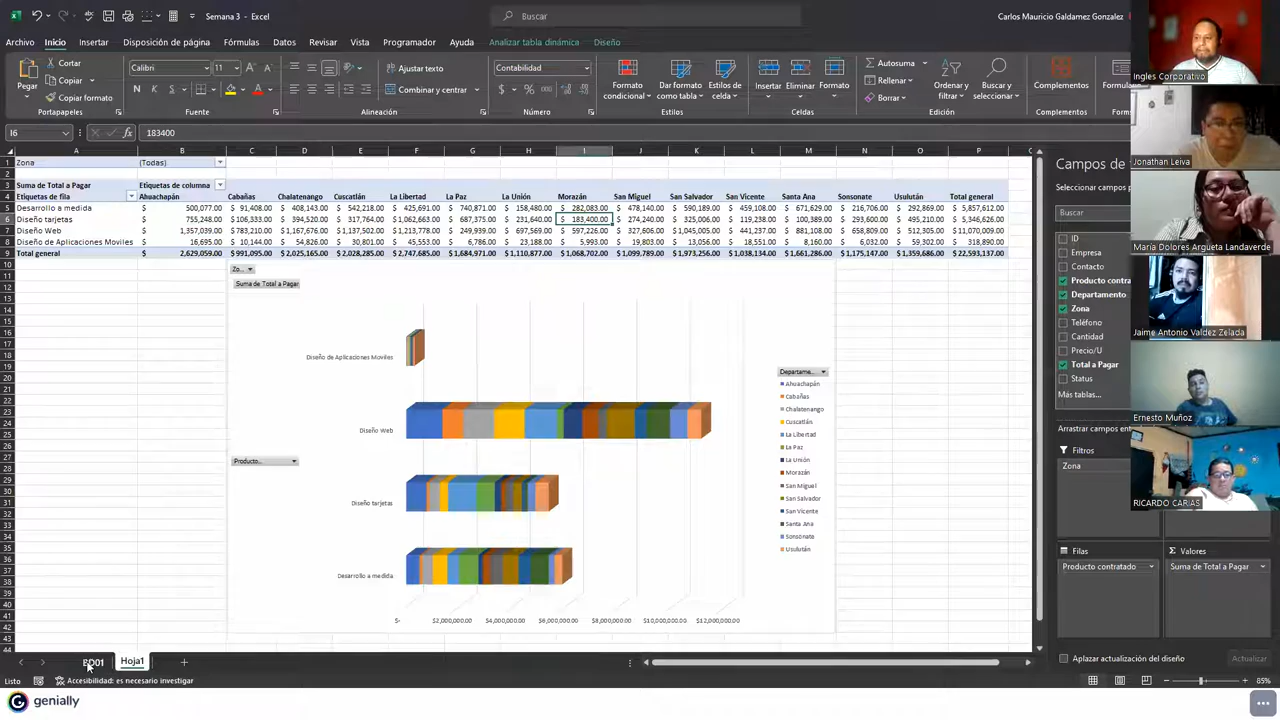 Semana 3 - Excel
Buscar
Carlos Mauricio Galdamez Gonzalez
Archivo Inicio Insertar Disposición de página Fórmulas Datos Revisar Vista Programador Ayuda Analizar tabla dinámica Diseño
Pegar
Cortar
Copiar
Copiar formato
Portapapeles
Calibri 11
Fuente
Ajustar texto
Combinar y centrar
Alineación
Contabilidad
Número
Formato condicional
Dar formato como tabla
Estilos de celda
Estilos
Insertar Eliminar Formato
Celdas
Autosuma
Rellenar
Borrar
Ordenar y filtrar
Buscar y seleccionar
Edición
Complementos
Complementos
I6 183400
A B C D E F G H I J K L M N O P
Zona (Todas)
Suma de Total a Pagar Etiquetas de columna
Etiquetas de fila Ahuachapán Cabañas Chalatenango Cuscatlán La Libertad La Paz La Unión Morazán San Miguel San Salvador San Vicente Santa Ana Sonsonate Usulután Total general
Desarrollo a medida $ 500,077.00 $ 91,408.00 $ 408,143.00 $ 542,218.00 $ 425,691.00 $ 740,871.00 $ 282,083.00 $ 478,140.00 $ 590,189.00 $ 459,108.00 $ 671,629.00 $ 216,706.00 $ 292,869.00 $ 5,857,612.00
Diseño tarjetas $ 755,248.00 $ 106,333.00 $ 394,520.00 $ 317,764.00 $ 1,062,663.00 $ 687,375.00 $ 231,640.00 $ 183,400.00 $ 274,240.00 $ 325,006.00 $ 119,238.00 $ 100,389.00 $ 293,600.00 $ 495,210.00 $ 5,346,626.00
Diseño Web $ 1,357,039.00 $ 783,210.00 $ 1,167,676.00 $ 1,137,502.00 $ 1,213,778.00 $ 249,939.00 $ 697,569.00 $ 597,226.00 $ 327,606.00 $ 1,045,005.00 $ 441,237.00 $ 881,108.00 $ 658,809.00 $ 512,305.00 $ 11,070,009.00
Diseño de Aplicaciones Moviles $ 16,695.00 $ 10,144.00 $ 54,826.00 $ 30,801.00 $ 45,553.00 $ 23,188.00 $ 5,993.00 $ 19,803.00 $ 13,056.00 $ 18,551.00 $ 8,160.00 $ 6,032.00 $ 59,302.00 $ 318,890.00
Total general $ 2,629,059.00 $ 991,095.00 $ 2,025,165.00 $ 2,028,285.00 $ 2,747,685.00 $ 1,684,971.00 $ 1,110,877.00 $ 1,068,702.00 $ 1,099,789.00 $ 1,973,256.00 $ 1,038,134.00 $ 1,661,286.00 $ 1,175,147.00 $ 1,359,686.00 $ 22,593,137.00
Zo...
Suma de Total a Pagar
Diseño de Aplicaciones Moviles
Diseño Web
Producto...
Diseño tarjetas
Desarrollo a medida
$- $2,000,000.00 $4,000,000.00 $6,000,000.00 $8,000,000.00 $10,000,000.00 $12,000,000.00
Departame...
Ahuachapán
Cabañas
Chalatenango
Cuscatlán
La Libertad
La Paz
La Unión
Morazán
San Miguel
San Salvador
San Vicente
Santa Ana
Sonsonate
Usulután
Campos de
Seleccionar campos p
Buscar
ID
Empresa
Contacto
Producto contra
Departamento
Zona
Teléfono
Cantidad
Precio/U
Total a Pagar
Status
Más tablas...
Arrastrar campos en
Filtros
Zona
Filas
Producto contratado
Valores
Suma de Total a Pagar
Aplazar actualización del diseño Actualizar
Ingles Corporativo
Jonathan Leiva
María Dolores Argueta Landaverde
Jaime Antonio Valdez Zelada
Ernesto Muñoz
RICARDO CARIAS
Hoja1
Listo Accesibilidad: es necesario investigar 85%
genially